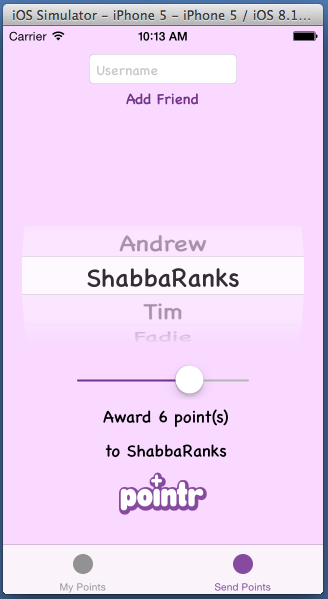 iOS Simulator - iPhone 5 - iPhone 5 / iOS 8.1...
Carrier 10:13 AM
Username
Add Friend
Andrew
ShabbaRanks
Tim
Fadie
Award 6 point(s)
to ShabbaRanks
+
pointr
My Points Send Points